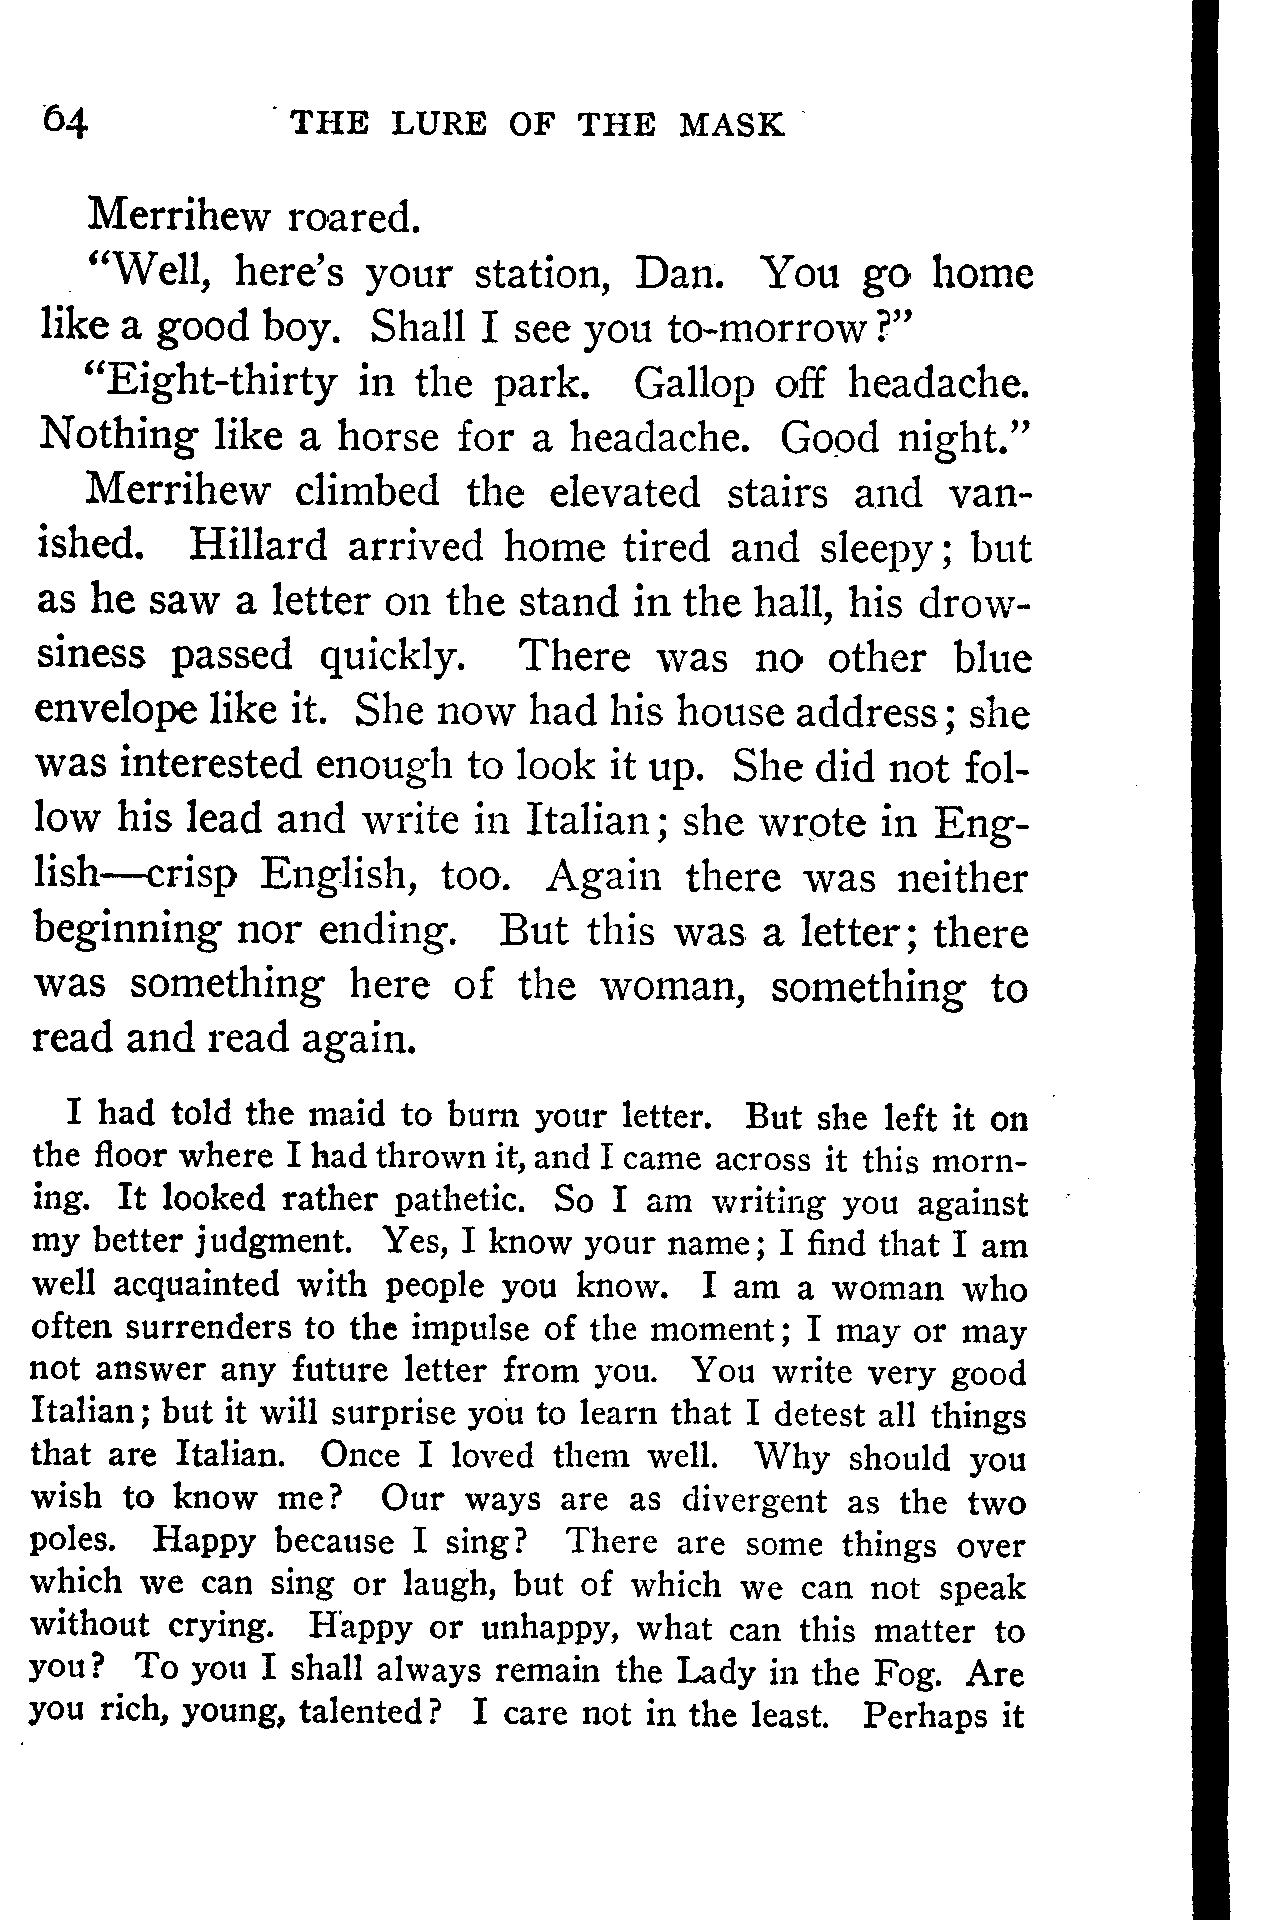 64 THE LURE OF THE MASK
Merrihew roared.
“Well, here’s your station, Dan. You go home
like a good boy. Shall I see you to-morrow?”
“Eight-thirty in the park. Gallop off headache.
Nothing like a horse for a headache. Good night.”
Merrihew climbed the elevated stairs and van-
ished. Hillard arrived home tired and sleepy; but
as he saw a letter on the stand in the hall, his drow-
siness passed quickly. There was no other blue
envelope like it. She now had his house address; she
was interested enough to look it up. She did not fol-
low his lead and write in Italian; she wrote in Eng-
lish—crisp English, too. Again there was neither
beginning nor ending. But this was a letter; there
was something here of the woman, something to
read and read again.
I had told the maid to burn your letter. But she left it on
the floor where I had thrown it, and I came across it this morn-
ing. It looked rather pathetic. So I am writing you against
my better judgment. Yes, I know your name; I find that I am
well acquainted with people you know. I am a woman who
often surrenders to the impulse of the moment; I may or may
not answer any future letter from you. You write very good
Italian; but it will surprise you to learn that I detest all things
that are Italian. Once I loved them well. Why should you
wish to know me? Our ways are as divergent as the two
poles. Happy because I sing? There are some things over
which we can sing or laugh, but of which we can not speak
without crying. Happy or unhappy, what can this matter to
you? To you I shall always remain the Lady in the Fog. Are
you rich, young, talented? I care not in the least. Perhaps it